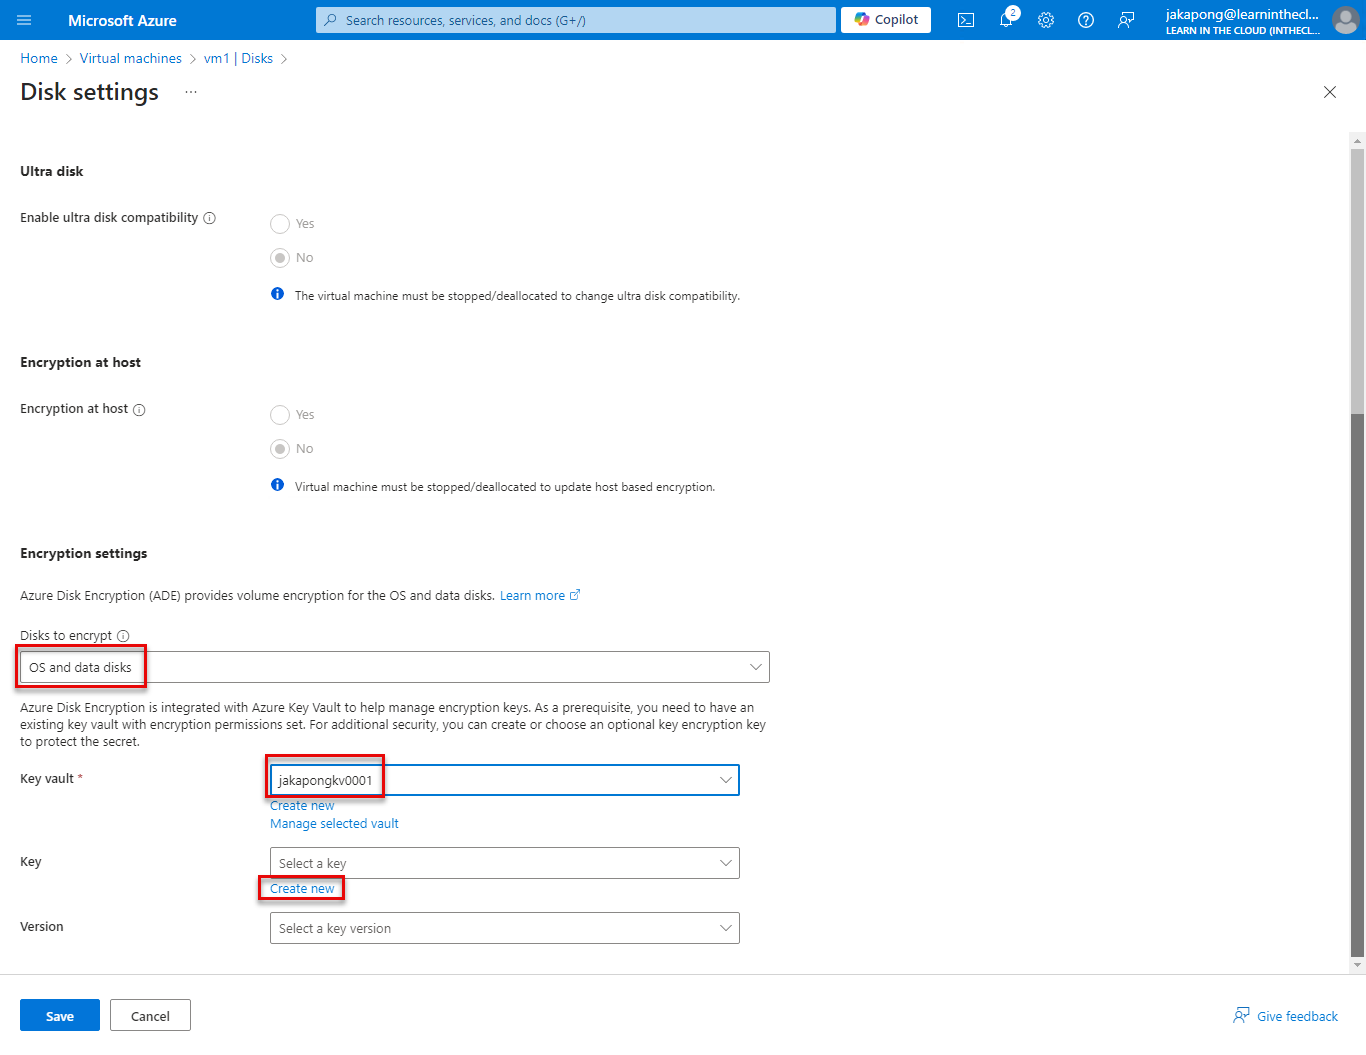 Microsoft Azure
Search resources, services, and docs (G+/)
Copilot
2
jakapong@learninthecl...
LEARN IN THE CLOUD (INTHECL...
Home > Virtual machines > vm1 | Disks >
Disk settings ...
Ultra disk
Enable ultra disk compatibility
Yes
No
The virtual machine must be stopped/deallocated to change ultra disk compatibility.
Encryption at host
Encryption at host
Yes
No
Virtual machine must be stopped/deallocated to update host based encryption.
Encryption settings
Azure Disk Encryption (ADE) provides volume encryption for the OS and data disks. Learn more
Disks to encrypt
OS and data disks
Azure Disk Encryption is integrated with Azure Key Vault to help manage encryption keys. As a prerequisite, you need to have an
existing key vault with encryption permissions set. For additional security, you can create or choose an optional key encryption key
to protect the secret.
Key vault *
jakapongkv0001
Create new
Manage selected vault
Key
Select a key
Create new
Version
Select a key version
Save
Cancel
Give feedback